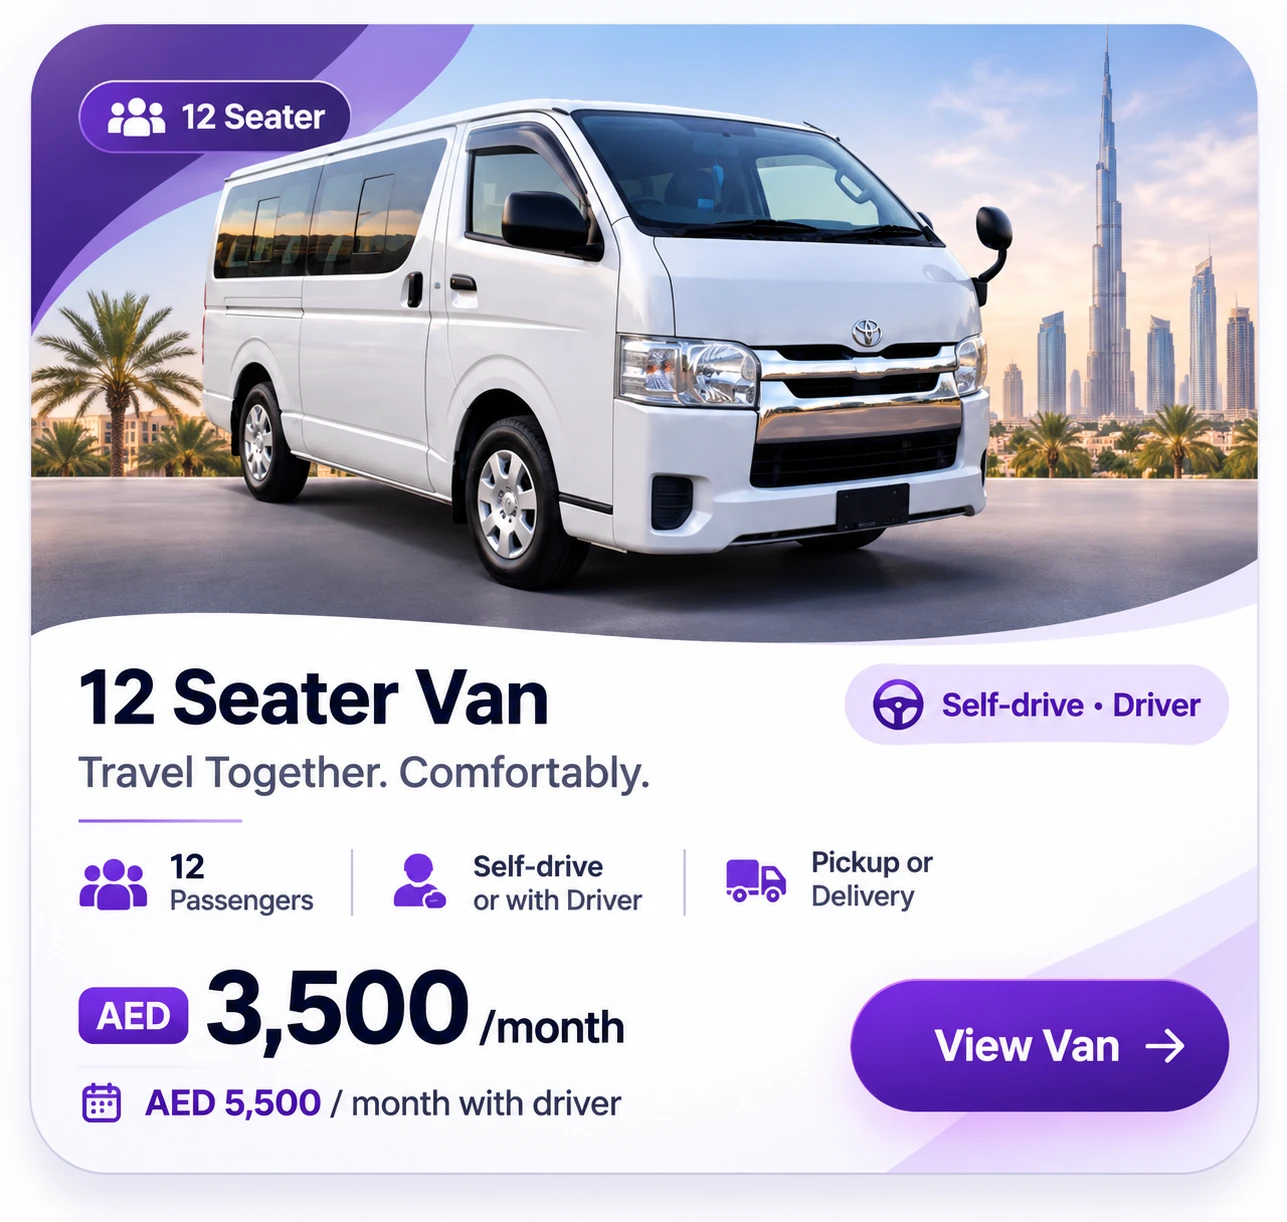 12 Seater
12 Seater Van
Self-drive • Driver
Travel Together. Comfortably.
12
Passengers
Self-drive
or with Driver
Pickup or
Delivery
AED 3,500 /month
AED 5,500 / month with driver
View Van →